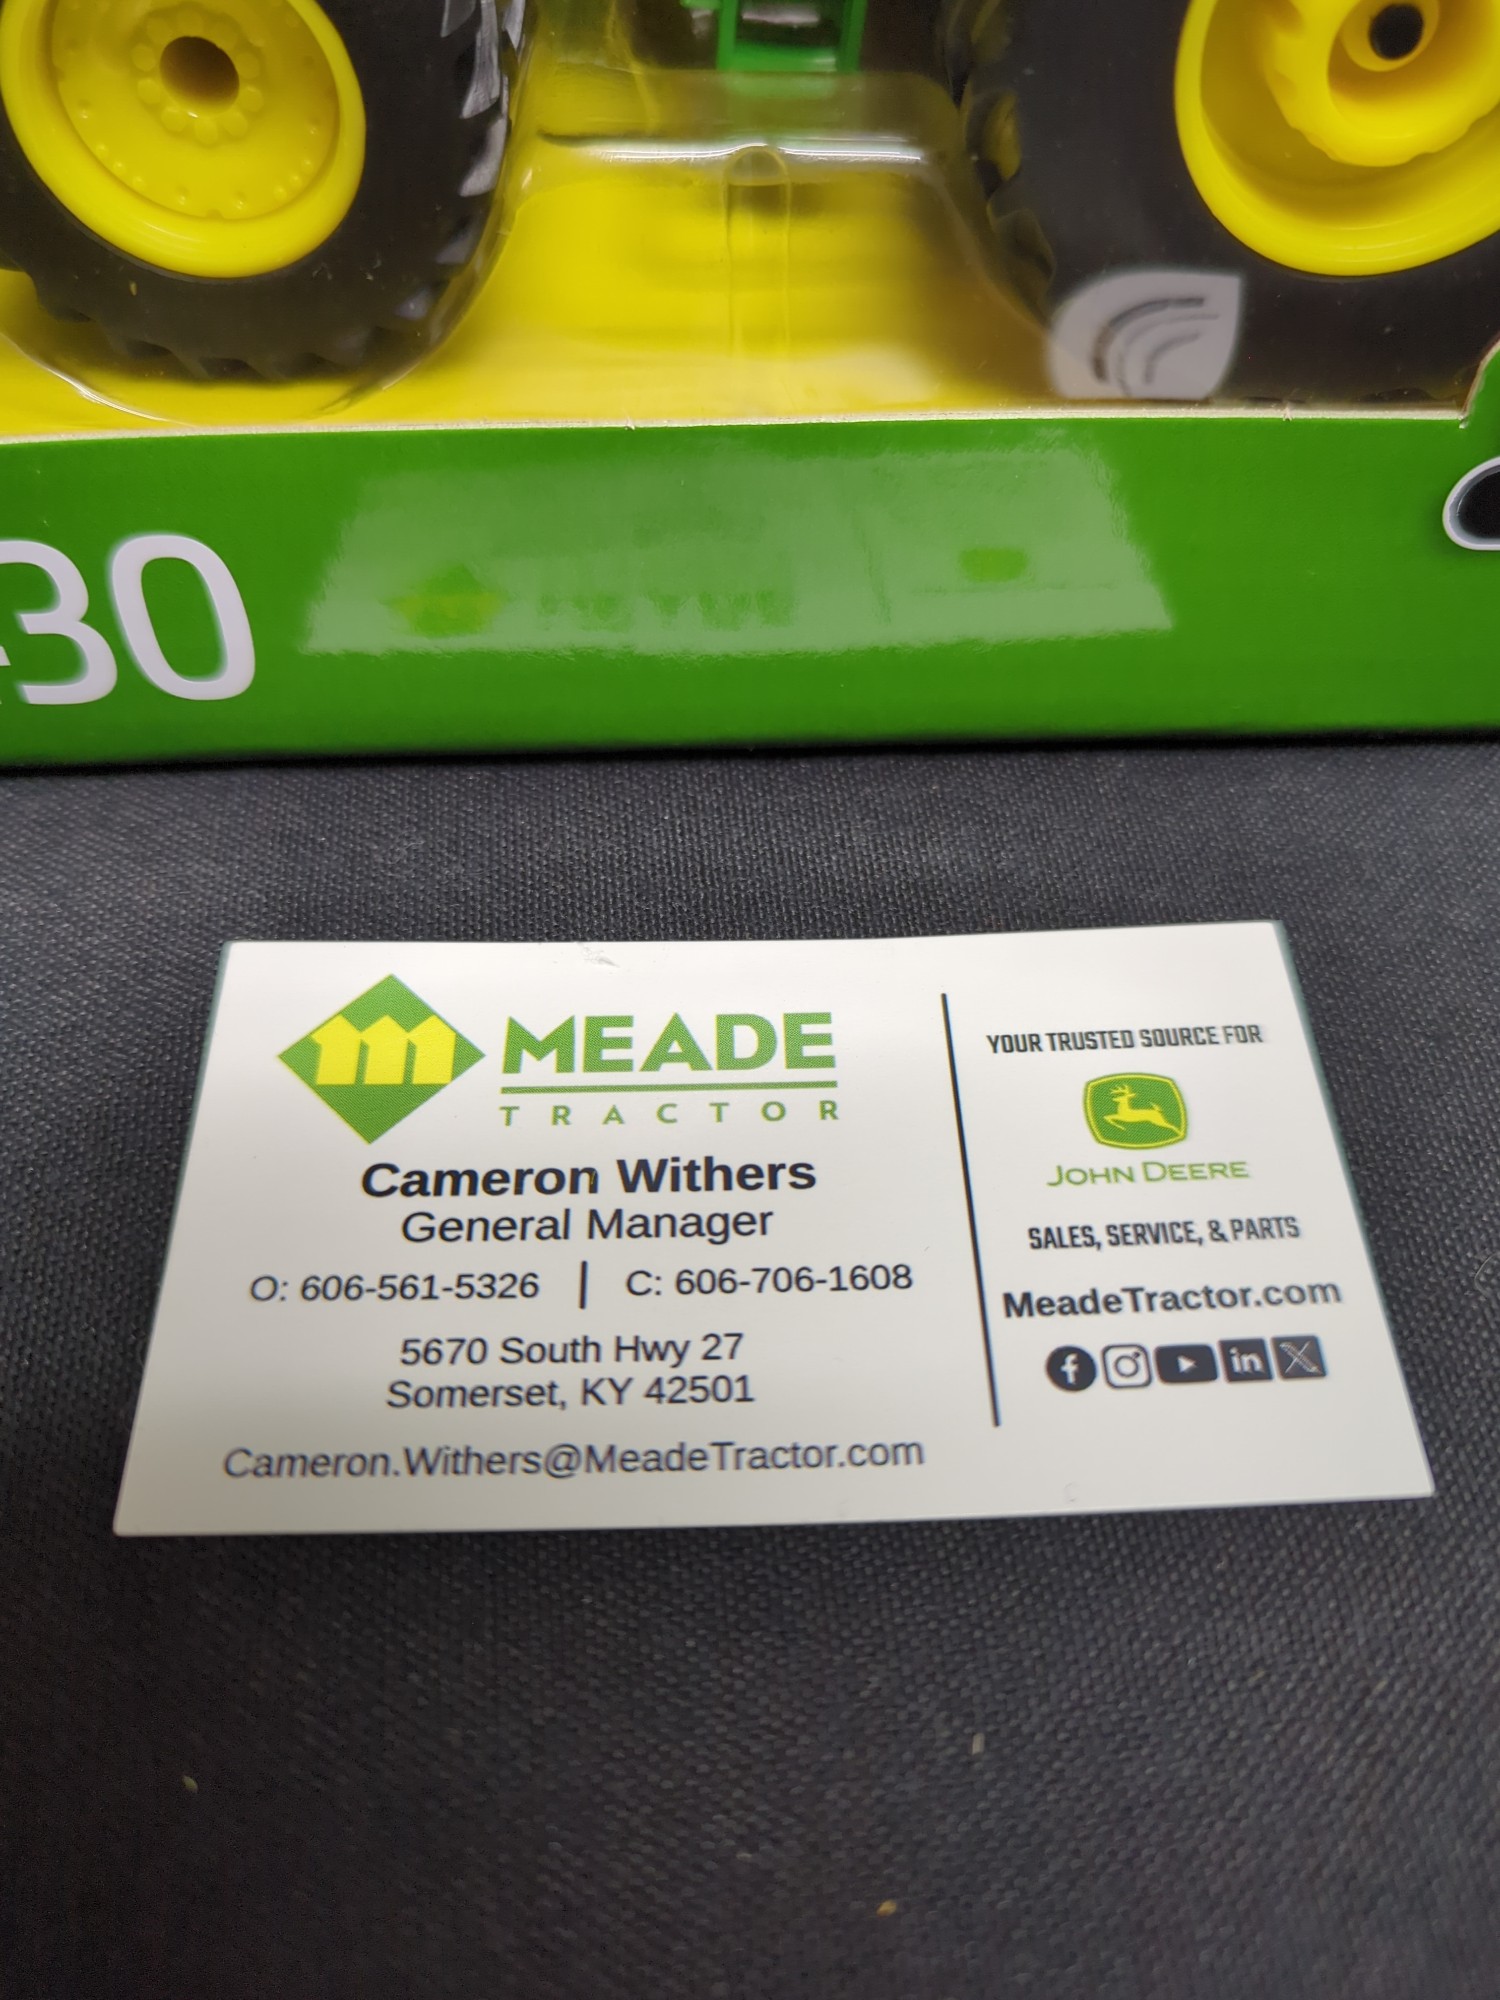 30
MEADE
TRACTOR
Cameron Withers
General Manager
O: 606-561-5326 | C: 606-706-1608
5670 South Hwy 27
Somerset, KY 42501
Cameron.Withers@MeadeTractor.com
YOUR TRUSTED SOURCE FOR
JOHN DEERE
SALES, SERVICE, & PARTS
MeadeTractor.com